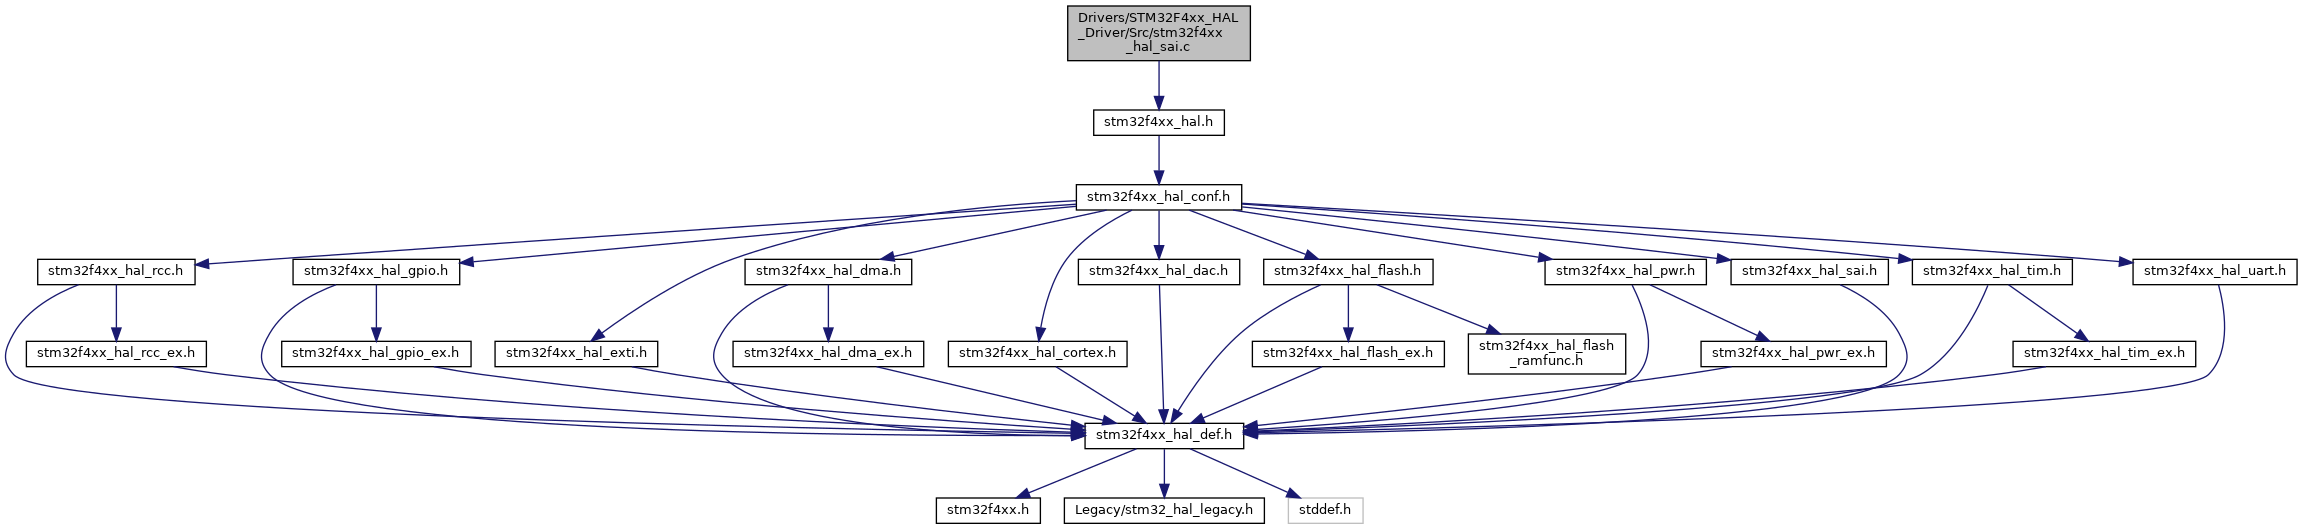 Drivers/STM32F4xx_HAL
_Driver/Src/stm32f4xx
_hal_sai.c
stm32f4xx_hal.h
stm32f4xx_hal_conf.h
stm32f4xx_hal_rcc.h
stm32f4xx_hal_gpio.h
stm32f4xx_hal_dma.h
stm32f4xx_hal_dac.h
stm32f4xx_hal_flash.h
stm32f4xx_hal_pwr.h
stm32f4xx_hal_sai.h
stm32f4xx_hal_tim.h
stm32f4xx_hal_uart.h
stm32f4xx_hal_rcc_ex.h
stm32f4xx_hal_gpio_ex.h
stm32f4xx_hal_exti.h
stm32f4xx_hal_dma_ex.h
stm32f4xx_hal_cortex.h
stm32f4xx_hal_flash_ex.h
stm32f4xx_hal_flash
_ramfunc.h
stm32f4xx_hal_pwr_ex.h
stm32f4xx_hal_tim_ex.h
stm32f4xx_hal_def.h
stm32f4xx.h
Legacy/stm32_hal_legacy.h
stddef.h